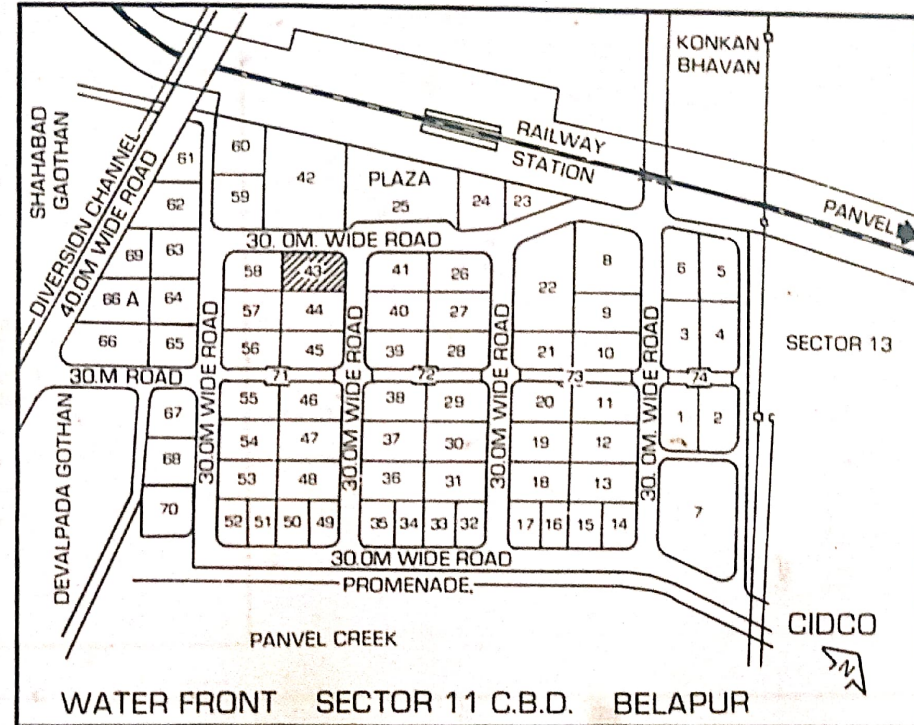 KONKAN
BHAVAN
SHAHABAD
GAOTHAN
DIVERSION CHANNEL
40.0M WIDE ROAD
RAILWAY
STATION
PANVEL
61
60
42
PLAZA
25
24
23
62
59
30. 0M. WIDE ROAD
69
63
58
43
41
26
22
8
6
5
66 A
64
57
44
40
27
9
3
4
SECTOR 13
66
65
56
45
39
28
21
10
30.M ROAD
71
72
73
74
30.0M WIDE ROAD
30.0M WIDE ROAD
30.0M WIDE ROAD
30. 0M. WIDE ROAD
67
55
46
38
29
20
11
1
2
68
54
47
37
30
19
12
70
53
48
36
31
18
13
7
52
51
50
49
35
34
33
32
17
16
15
14
DEVALPADA GOTHAN
30.0M WIDE ROAD
PROMENADE.
PANVEL CREEK
CIDCO
N
WATER FRONT SECTOR 11 C.B.D. BELAPUR